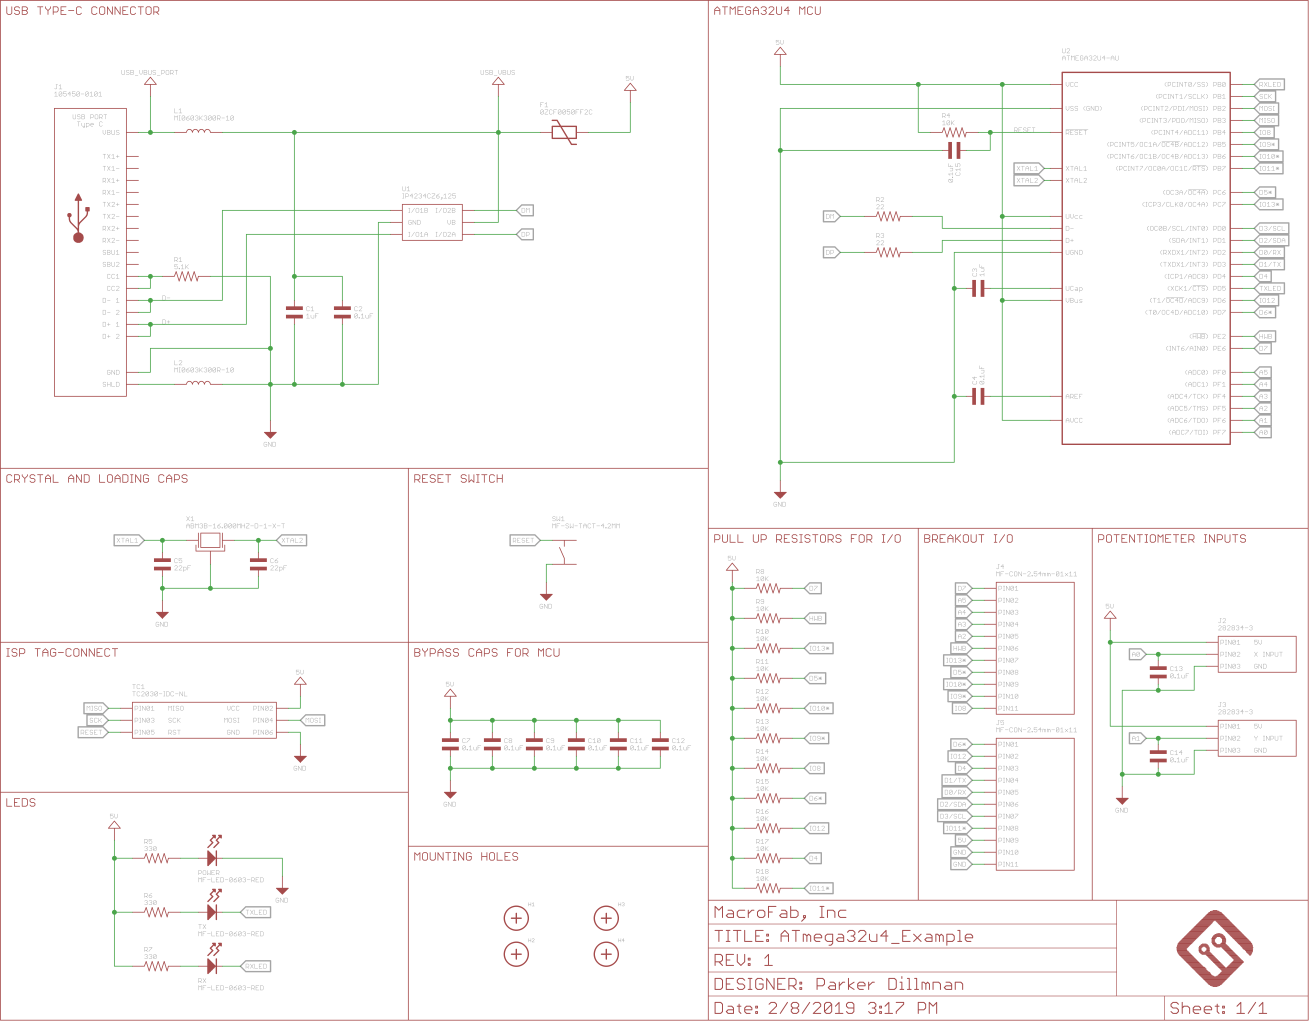 USB TYPE-C CONNECTOR
USB_VBUS_PORT
USB_VBUS
5V
J1
105450-0101
USB PORT
Type C
VBUS
TX1+
TX1-
RX1+
RX1-
TX2+
TX2-
RX2+
RX2-
SBU1
SBU2
CC1
CC2
D- 1
D- 2
D+ 1
D+ 2
GND
SHLD
L1
MI0603K300R-10
F1
0ZCF0050FF2C
U1
IP4234CZ6,125
I/O1B I/O2B
GND VB
I/O1A I/O2A
DM
DP
R1
5.1K
D-
D+
C1
1uF
C2
0.1uF
L2
MI0603K300R-10
GND
ATMEGA32U4 MCU
5V
U2
ATMEGA32U4-AU
VCC
VSS (GND)
RESET
XTAL1
XTAL2
UVcc
D-
D+
UGND
UCap
VBus
AREF
AVCC
(PCINT0/SS) PB0
(PCINT1/SCLK) PB1
(PCINT2/PDI/MOSI) PB2
(PCINT3/PDO/MISO) PB3
(PCINT4/ADC11) PB4
(PCINT5/OC1A/OC4B/ADC12) PB5
(PCINT6/OC1B/OC4B/ADC13) PB6
(PCINT7/OC0A/OC1C/RTS) PB7
(OC3A/OC4A) PC6
(ICP3/CLK0/OC4A) PC7
(OC0B/SCL/INT0) PD0
(SDA/INT1) PD1
(RXDX1/INT2) PD2
(TXDX1/INT3) PD3
(ICP1/ADC8) PD4
(XCK1/CTS) PD5
(T1/OC4D/ADC9) PD6
(T0/OC4D/ADC10) PD7
(HWB) PE2
(INT6/AIN0) PE6
(ADC0) PF0
(ADC1) PF1
(ADC4/TCK) PF4
(ADC5/TMS) PF5
(ADC6/TDO) PF6
(ADC7/TDI) PF7
RXLED
SCK
MOSI
MISO
IO8
IO9*
IO10*
IO11*
D5*
IO13*
D3/SCL
D2/SDA
D0/RX
D1/TX
D4
TXLED
IO12
D6*
HWB
D7
A5
A4
A3
A2
A1
A0
R4
10K
RESET
0.1uF
C15
XTAL1
XTAL2
DM
R2
22
DP
R3
22
C3
1uF
C4
0.1uF
GND
CRYSTAL AND LOADING CAPS
X1
ABM3B-16.000MHZ-D-1-X-T
XTAL1
XTAL2
C5
22pF
C6
22pF
GND
RESET SWITCH
SW1
MF-SW-TACT-4.2MM
RESET
GND
ISP TAG-CONNECT
5V
TC1
TC2030-IDC-NL
MISO PIN01 MISO VCC PIN02
SCK PIN03 SCK MOSI PIN04 MOSI
RESET PIN05 RST GND PIN06
GND
BYPASS CAPS FOR MCU
5V
C7
0.1uF
C8
0.1uF
C9
0.1uF
C10
0.1uF
C11
0.1uF
C12
0.1uF
GND
LEDS
5V
R5
330
POWER
MF-LED-0603-RED
GND
R6
330
TXLED
TX
MF-LED-0603-RED
R7
330
RXLED
RX
MF-LED-0603-RED
MOUNTING HOLES
H1
H3
H2
H4
PULL UP RESISTORS FOR I/O
5V
R8
10K
D7
R9
10K
HWB
R10
10K
IO13*
R11
10K
D5*
R12
10K
IO10*
R13
10K
IO9*
R14
10K
IO8
R15
10K
D6*
R16
10K
IO12
R17
10K
D4
R18
10K
IO11*
BREAKOUT I/O
J4
MF-CON-2.54mm-01x11
D7 PIN01
A5 PIN02
A4 PIN03
A3 PIN04
A2 PIN05
HWB PIN06
IO13* PIN07
D5* PIN08
IO10* PIN09
IO9* PIN10
IO8 PIN11
J5
MF-CON-2.54mm-01x11
D6* PIN01
IO12 PIN02
D4 PIN03
D1/TX PIN04
D0/RX PIN05
D2/SDA PIN06
D3/SCL PIN07
IO11* PIN08
5V PIN09
GND PIN10
GND PIN11
POTENTIOMETER INPUTS
5V
J2
282834-3
PIN01 5V
A0 PIN02 X INPUT
PIN03 GND
C13
0.1uF
J3
282834-3
PIN01 5V
A1 PIN02 Y INPUT
PIN03 GND
C14
0.1uF
GND
MacroFab, Inc
TITLE: ATmega32u4_Example
REV: 1
DESIGNER: Parker Dillmnan
Date: 2/8/2019 3:17 PM
Sheet: 1/1